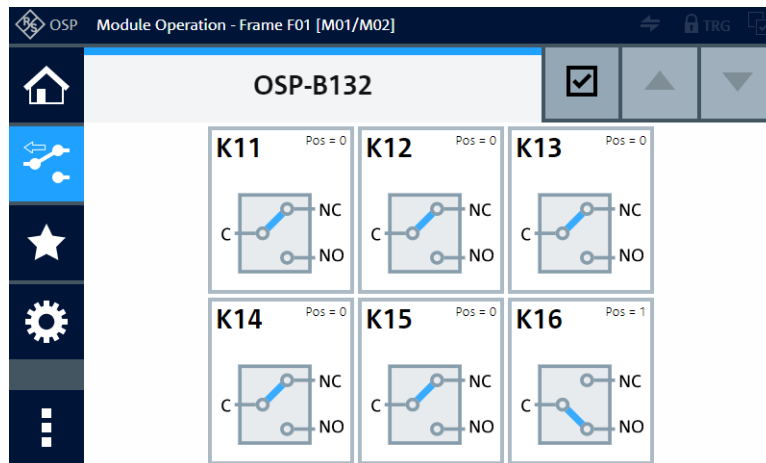 R&S OSP Module Operation - Frame F01 [M01/M02] TRG
OSP-B132
K11 Pos = 0 K12 Pos = 0 K13 Pos = 0
NC NC NC
C C C
NO NO NO
K14 Pos = 0 K15 Pos = 0 K16 Pos = 1
NC NC NC
C C C
NO NO NO